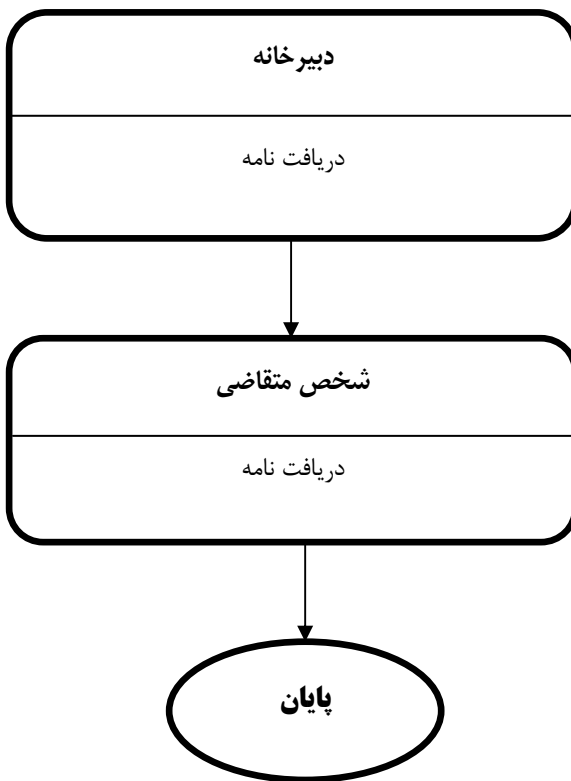 دبیرخانه
دریافت نامه
شخص متقاضی
دریافت نامه
پایان